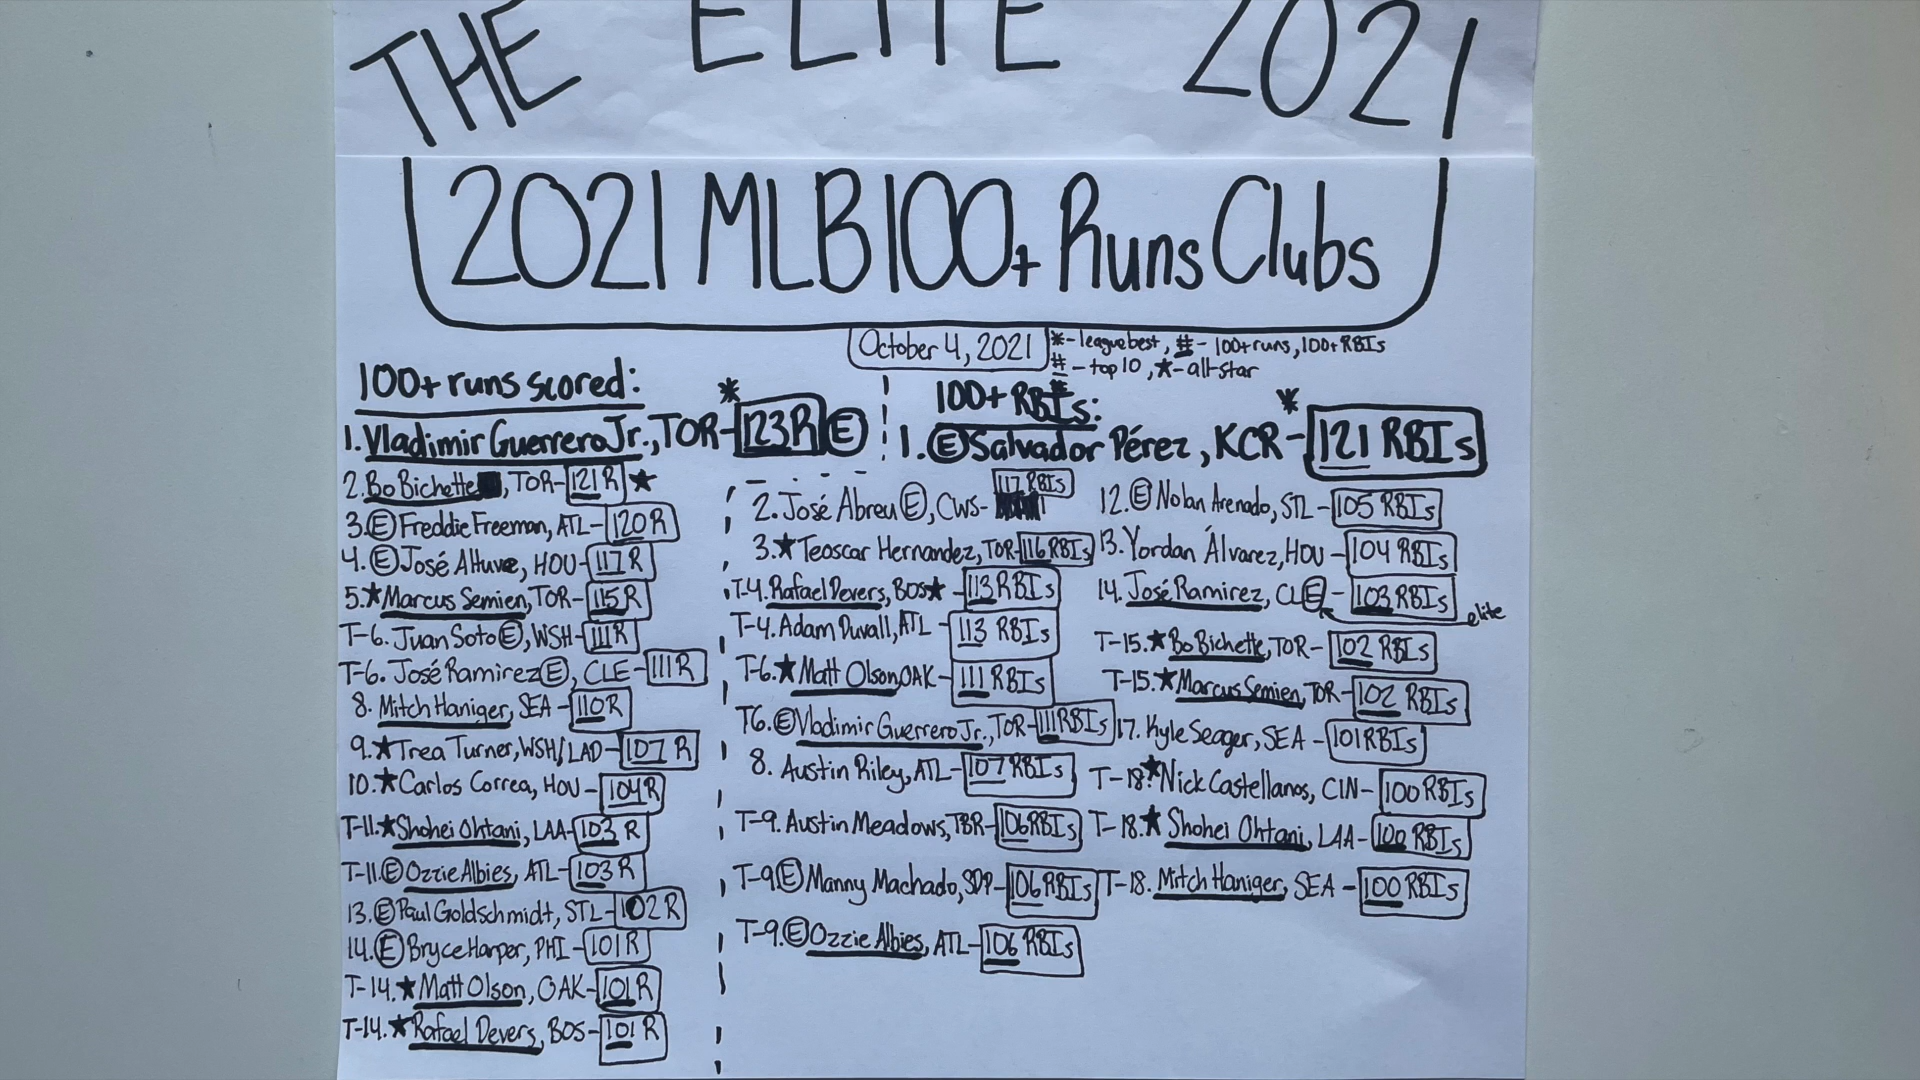 THE ELITE 2021
2021 MLB 100+ Runs Clubs
October 4, 2021
*-league best, #- 100+ runs, 100+ RBIs
# - top 10, ★-all-star
100+ runs scored:
1. Vladimir Guerrero Jr., TOR-123R Ⓔ
*
2. Bo Bichette, TOR-121R ★
3. Ⓔ Freddie Freeman, ATL-120R
4. Ⓔ José Altuve, HOU-117R
5. ★Marcus Semien, TOR-115R
T-6. Juan Soto Ⓔ, WSH-111R
T-6. José Ramirez Ⓔ, CLE-111R
8. Mitch Haniger, SEA-110R
9. ★Trea Turner, WSH/LAD-107R
10. ★Carlos Correa, HOU-104R
T-11. ★Shohei Ohtani, LAA-103R
T-11. Ⓔ Ozzie Albies, ATL-103R
13. Ⓔ Paul Goldschmidt, STL-102R
14. Ⓔ Bryce Harper, PHI-101R
T-14. ★Matt Olson, OAK-101R
T-14. ★Rafael Devers, BOS-101R
100+ RBIs:
*
1. Ⓔ Salvador Pérez, KCR-121 RBIs
2. José Abreu Ⓔ, CWS-117 RBIs
3. ★Teoscar Hernandez, TOR-116 RBIs
T-4. Rafael Devers, BOS★-113 RBIs
T-4. Adam Duvall, ATL-113 RBIs
T-6. ★Matt Olson, OAK-111 RBIs
T6. Ⓔ Vladimir Guerrero Jr., TOR-111 RBIs
8. Austin Riley, ATL-107 RBIs
T-9. Austin Meadows, TBR-106 RBIs
T-9. Ⓔ Manny Machado, SDP-106 RBIs
T-9. Ⓔ Ozzie Albies, ATL-106 RBIs
12. Ⓔ Nolan Arenado, STL-105 RBIs
13. Yordan Álvarez, HOU-104 RBIs
14. José Ramirez, CLE-103 RBIs
elite
T-15. ★Bo Bichette, TOR-102 RBIs
T-15. ★Marcus Semien, TOR-102 RBIs
17. Kyle Seager, SEA-101 RBIs
T-18. ★Nick Castellanos, CIN-100 RBIs
T-18. ★Shohei Ohtani, LAA-100 RBIs
T-18. Mitch Haniger, SEA-100 RBIs